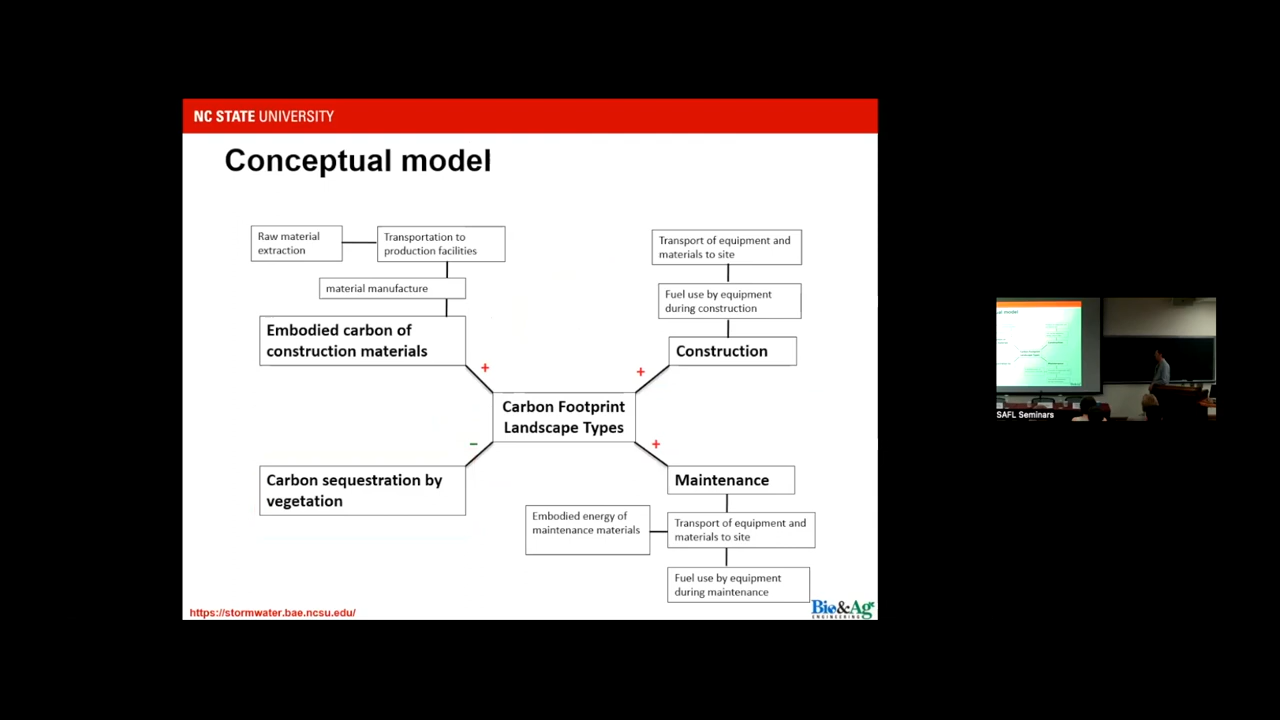 NC STATE UNIVERSITY
Conceptual model
Raw material
extraction
Transportation to
production facilities
material manufacture
Embodied carbon of
construction materials
+
Transport of equipment and
materials to site
Fuel use by equipment
during construction
Construction
+
Carbon Footprint
Landscape Types
–
Carbon sequestration by
vegetation
+
Maintenance
Embodied energy of
maintenance materials
Transport of equipment and
materials to site
Fuel use by equipment
during maintenance
https://stormwater.bae.ncsu.edu/
Bio&Ag
ENGINEERING
SAFL Seminars